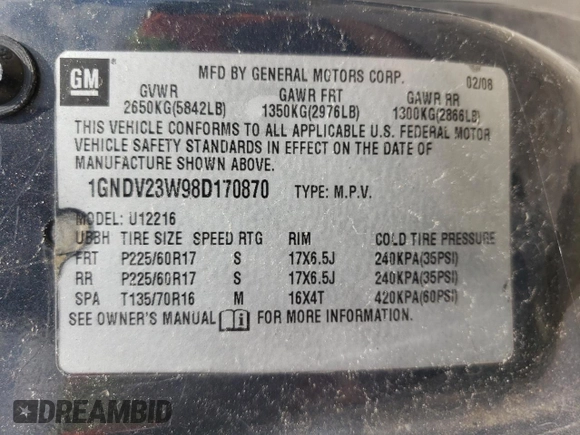 GM
MFD BY GENERAL MOTORS CORP. 02/08
GVWR GAWR FRT GAWR RR
2650KG(5842LB) 1350KG(2976LB) 1300KG(2866LB)
THIS VEHICLE CONFORMS TO ALL APPLICABLE U.S. FEDERAL MOTOR
VEHICLE SAFETY STANDARDS IN EFFECT ON THE DATE OF
MANUFACTURE SHOWN ABOVE.
1GNDV23W98D170870 TYPE: M.P.V.
MODEL: U12216
UBBH TIRE SIZE SPEED RTG RIM COLD TIRE PRESSURE
FRT P225/60R17 S 17X6.5J 240KPA(35PSI)
RR P225/60R17 S 17X6.5J 240KPA(35PSI)
SPA T135/70R16 M 16X4T 420KPA(60PSI)
SEE OWNER'S MANUAL FOR MORE INFORMATION.
DREAMBID